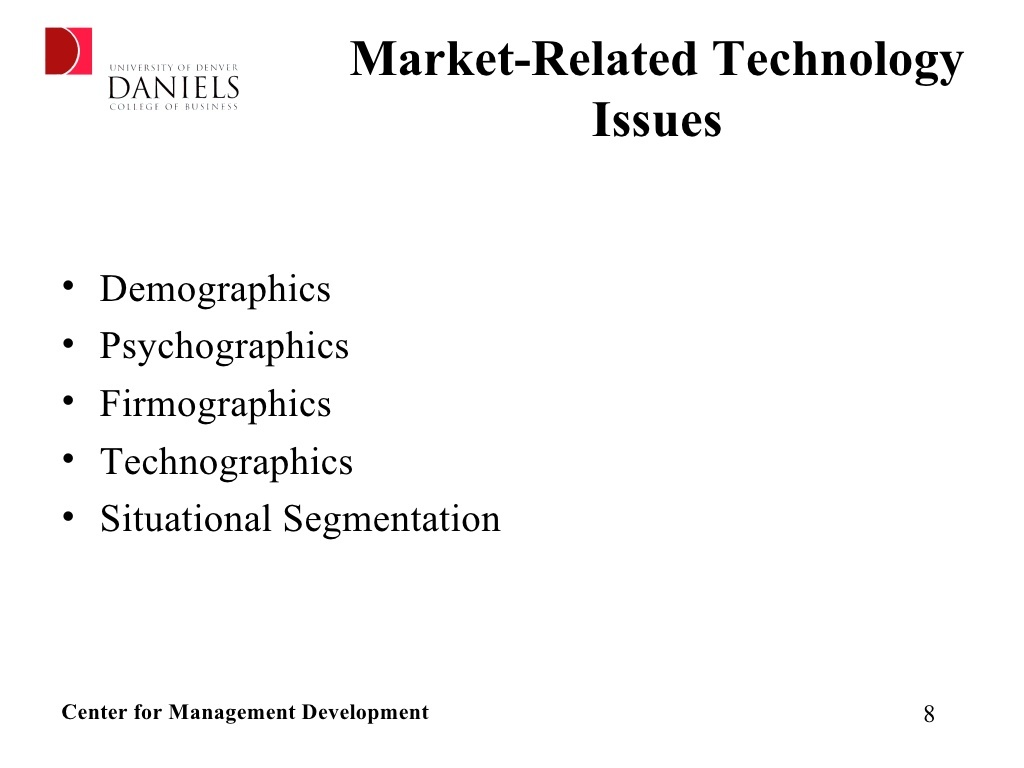 UNIVERSITY OF DENVER
DANIELS
COLLEGE OF BUSINESS
Market-Related Technology
Issues
• Demographics
• Psychographics
• Firmographics
• Technographics
• Situational Segmentation
Center for Management Development
8